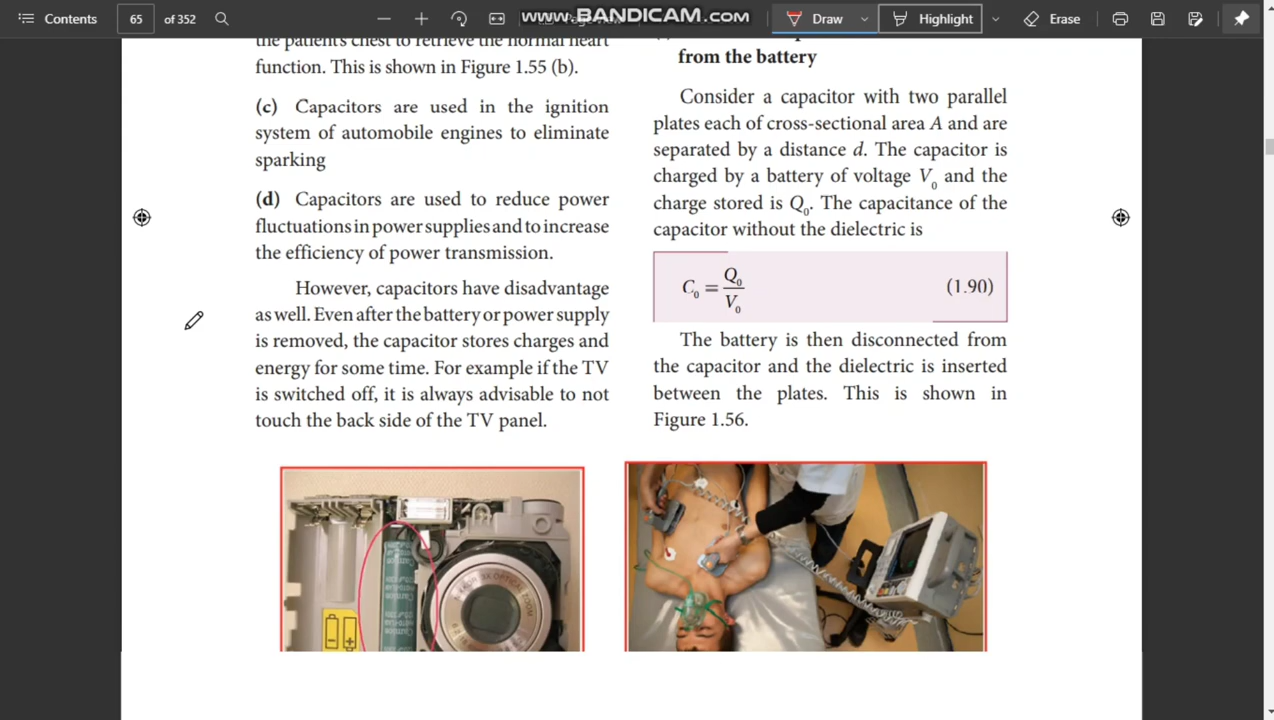 Contents
65
of 352
www.BANDICAM.com
Draw
Highlight
Erase
the patient's chest to retrieve the normal heart
function. This is shown in Figure 1.55 (b).
(c) Capacitors are used in the ignition
system of automobile engines to eliminate
sparking
(d) Capacitors are used to reduce power
fluctuations in power supplies and to increase
the efficiency of power transmission.
However, capacitors have disadvantage
as well. Even after the battery or power supply
is removed, the capacitor stores charges and
energy for some time. For example if the TV
is switched off, it is always advisable to not
touch the back side of the TV panel.
from the battery
Consider a capacitor with two parallel
plates each of cross-sectional area A and are
separated by a distance d. The capacitor is
charged by a battery of voltage V₀ and the
charge stored is Q₀. The capacitance of the
capacitor without the dielectric is
C₀ = Q₀/V₀ (1.90)
The battery is then disconnected from
the capacitor and the dielectric is inserted
between the plates. This is shown in
Figure 1.56.